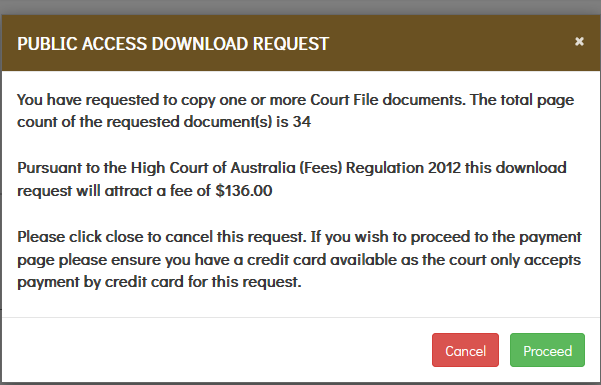 PUBLIC ACCESS DOWNLOAD REQUEST ×
You have requested to copy one or more Court File documents. The total page
count of the requested document(s) is 34
Pursuant to the High Court of Australia (Fees) Regulation 2012 this download
request will attract a fee of $136.00
Please click close to cancel this request. If you wish to proceed to the payment
page please ensure you have a credit card available as the court only accepts
payment by credit card for this request.
Cancel Proceed